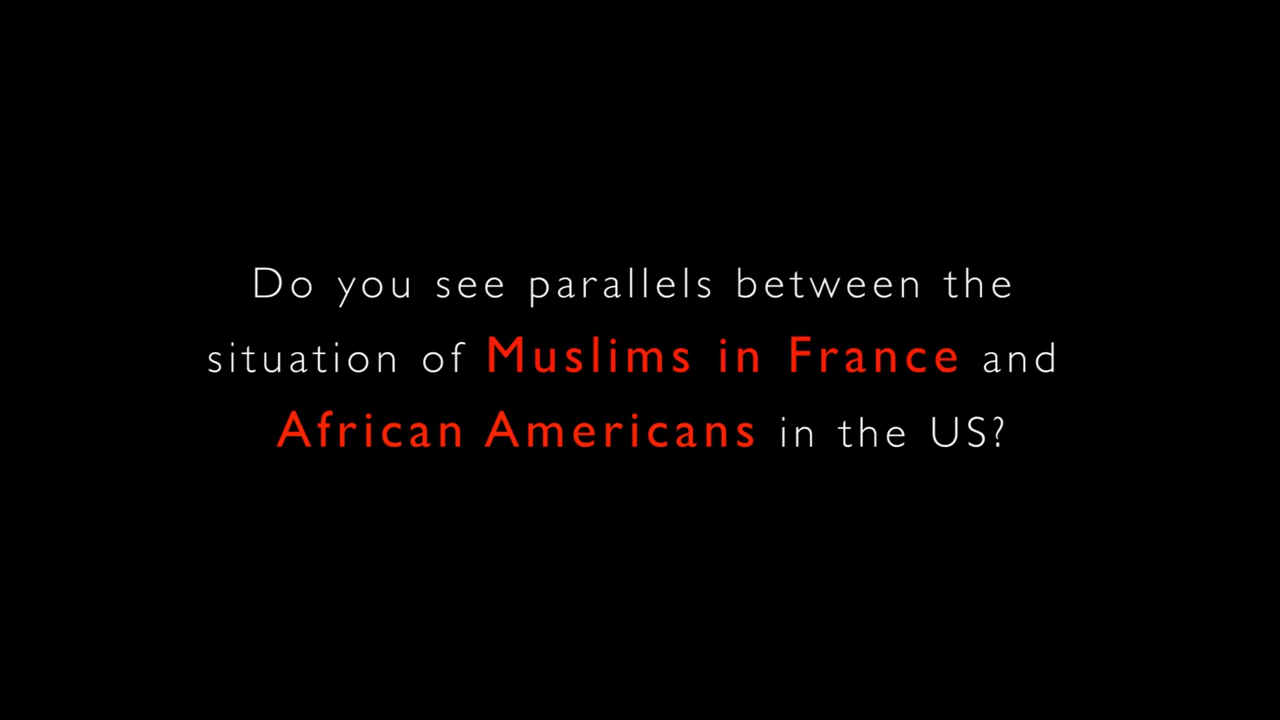 Do you see parallels between the
situation of Muslims in France and
African Americans in the US?